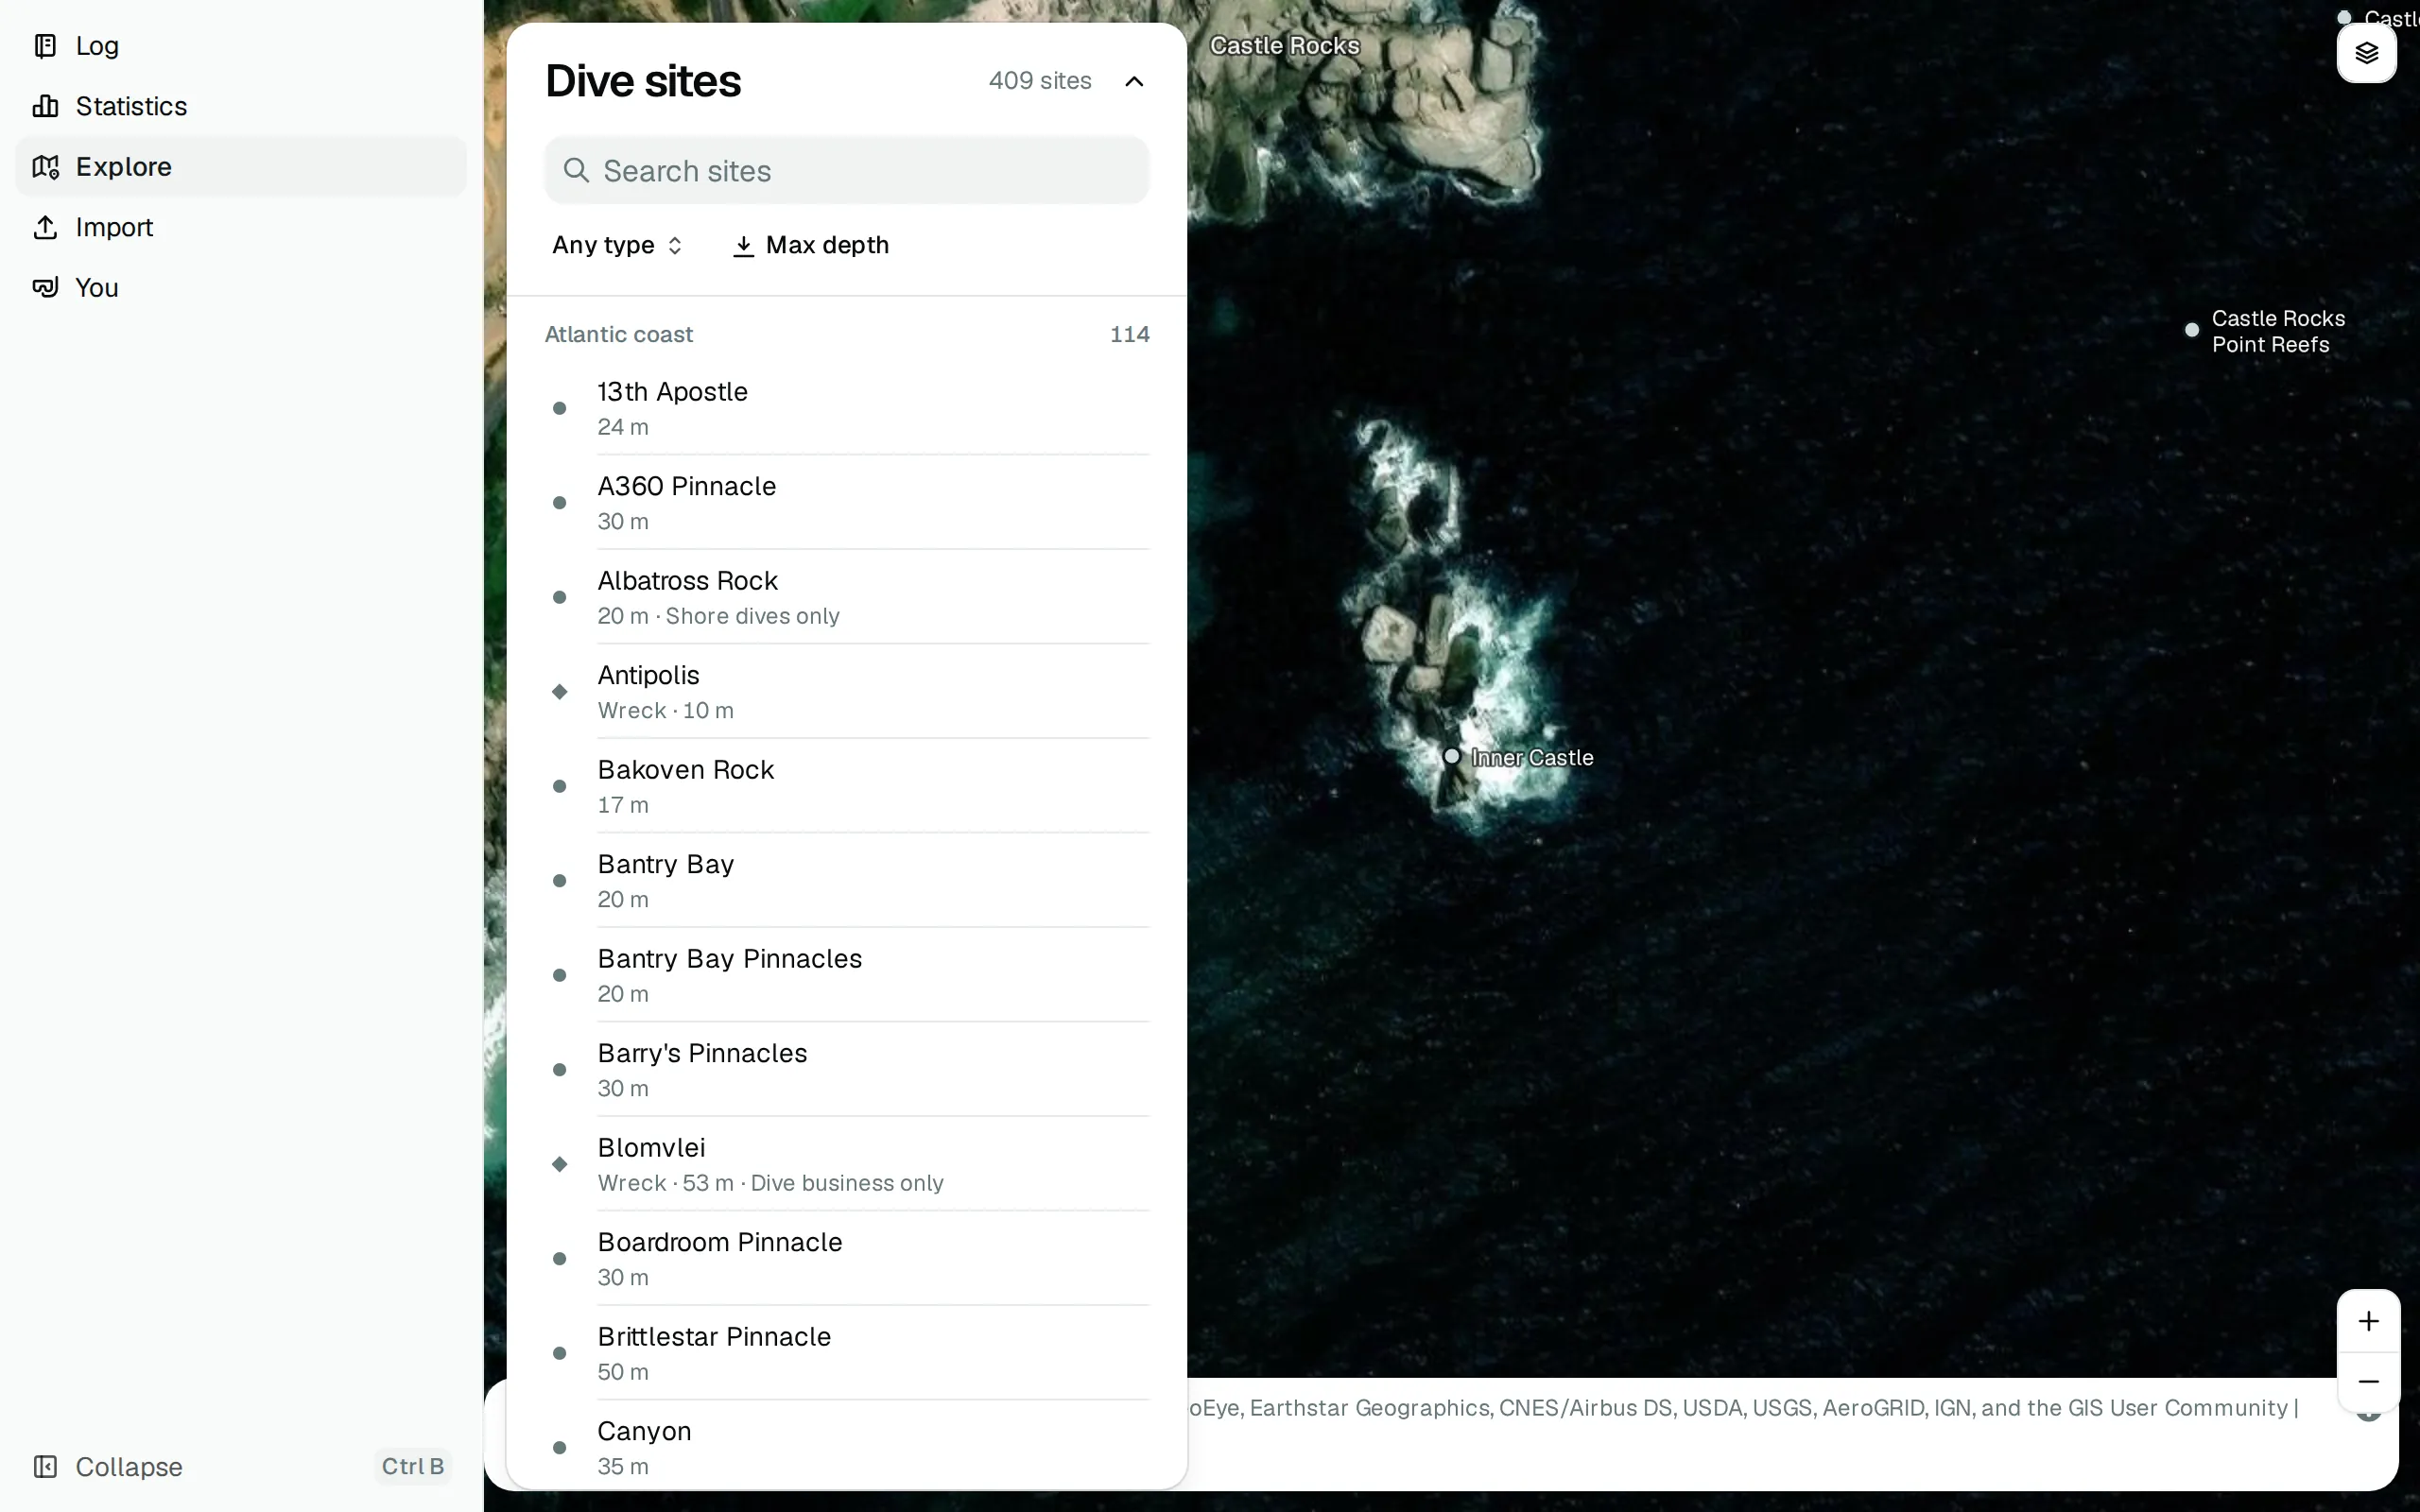 Log
Statistics
Explore
Import
You
Collapse
Ctrl B
Dive sites
409 sites
Search sites
Any type
Max depth
Atlantic coast
114
13th Apostle
24 m
A360 Pinnacle
30 m
Albatross Rock
20 m · Shore dives only
Antipolis
Wreck · 10 m
Bakoven Rock
17 m
Bantry Bay
20 m
Bantry Bay Pinnacles
20 m
Barry's Pinnacles
30 m
Blomvlei
Wreck · 53 m · Dive business only
Boardroom Pinnacle
30 m
Brittlestar Pinnacle
50 m
Canyon
35 m
Castle Rocks
Castle Rocks
Point Reefs
Inner Castle
oEye, Earthstar Geographics, CNES/Airbus DS, USDA, USGS, AeroGRID, IGN, and the GIS User Community |